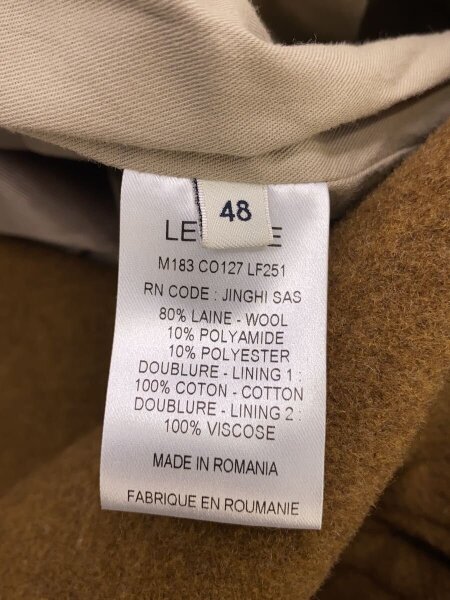 48
M183 CO127 LF251
RN CODE : JINGHI SAS
80% LAINE - WOOL
10% POLYAMIDE
10% POLYESTER
DOUBLURE - LINING 1 :
100% COTON - COTTON
DOUBLURE - LINING 2 :
100% VISCOSE
MADE IN ROMANIA
FABRIQUE EN ROUMANIE